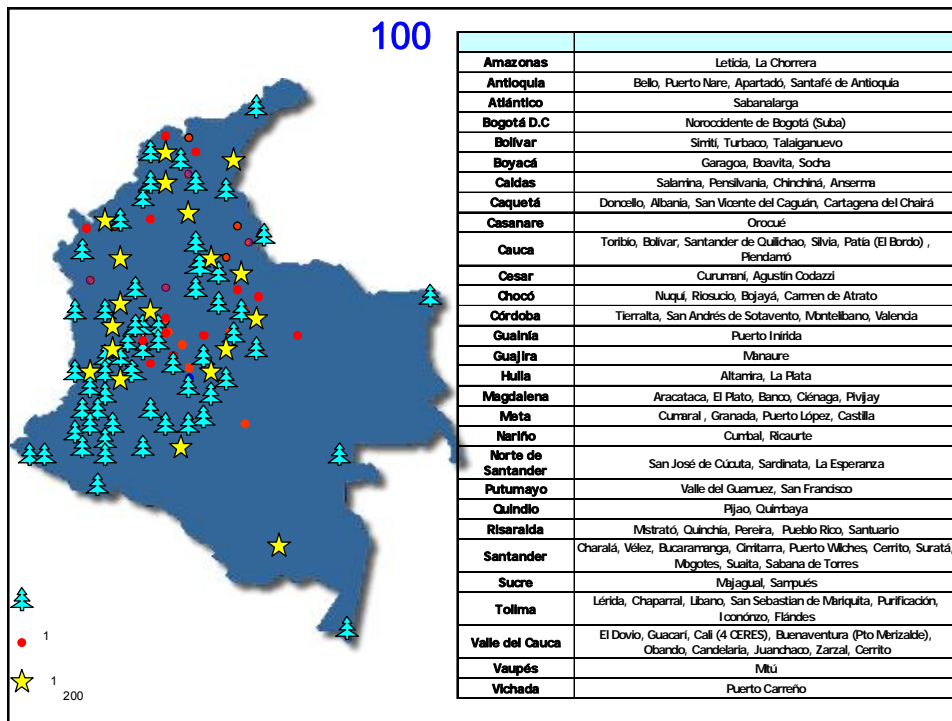 100
Amazonas Leticia, La Chorrera
Antioquia Bello, Puerto Nare, Apartadó, Santafé de Antioquia
Atlántico Sabanalarga
Bogotá D.C Noroccidente de Bogotá (Suba)
Bolívar Simití, Turbaco, Talaiganuevo
Boyacá Garagoa, Boavita, Socha
Caldas Salamina, Pensilvania, Chinchiná, Anserma
Caquetá Doncello, Albania, San Vicente del Caguán, Cartagena del Chairá
Casanare Orocué
Cauca Toribío, Bolívar, Santander de Quilichao, Silvia, Patía (El Bordo) ,
Piendamó
Cesar Curumaní, Agustín Codazzi
Chocó Nuquí, Riosucio, Bojayá, Carmen de Atrato
Córdoba Tierralta, San Andrés de Sotavento, Montelíbano, Valencia
Guainía Puerto Inírida
Guajira Manaure
Huila Altamira, La Plata
Magdalena Aracataca, El Plato, Banco, Ciénaga, Pivijay
Meta Cumaral , Granada, Puerto López, Castilla
Nariño Cumbal, Ricaurte
Norte de
Santander San José de Cúcuta, Sardinata, La Esperanza
Putumayo Valle del Guamuez, San Francisco
Quindío Pijao, Quimbaya
Risaralda Mistrató, Quinchía, Pereira, Pueblo Rico, Santuario
Santander Charalá, Vélez, Bucaramanga, Cimitarra, Puerto Wilches, Cerrito, Suratá,
Mogotes, Suaita, Sabana de Torres
Sucre Majagual, Sampués
Tolima Lérida, Chaparral, Líbano, San Sebastian de Mariquita, Purificación,
Iconónzo, Flándes
Valle del Cauca El Dovio, Guacarí, Cali (4 CERES), Buenaventura (Pto Merizalde),
Obando, Candelaria, Juanchaco, Zarzal, Cerrito
Vaupés Mitú
Vichada Puerto Carreño
1
1
200